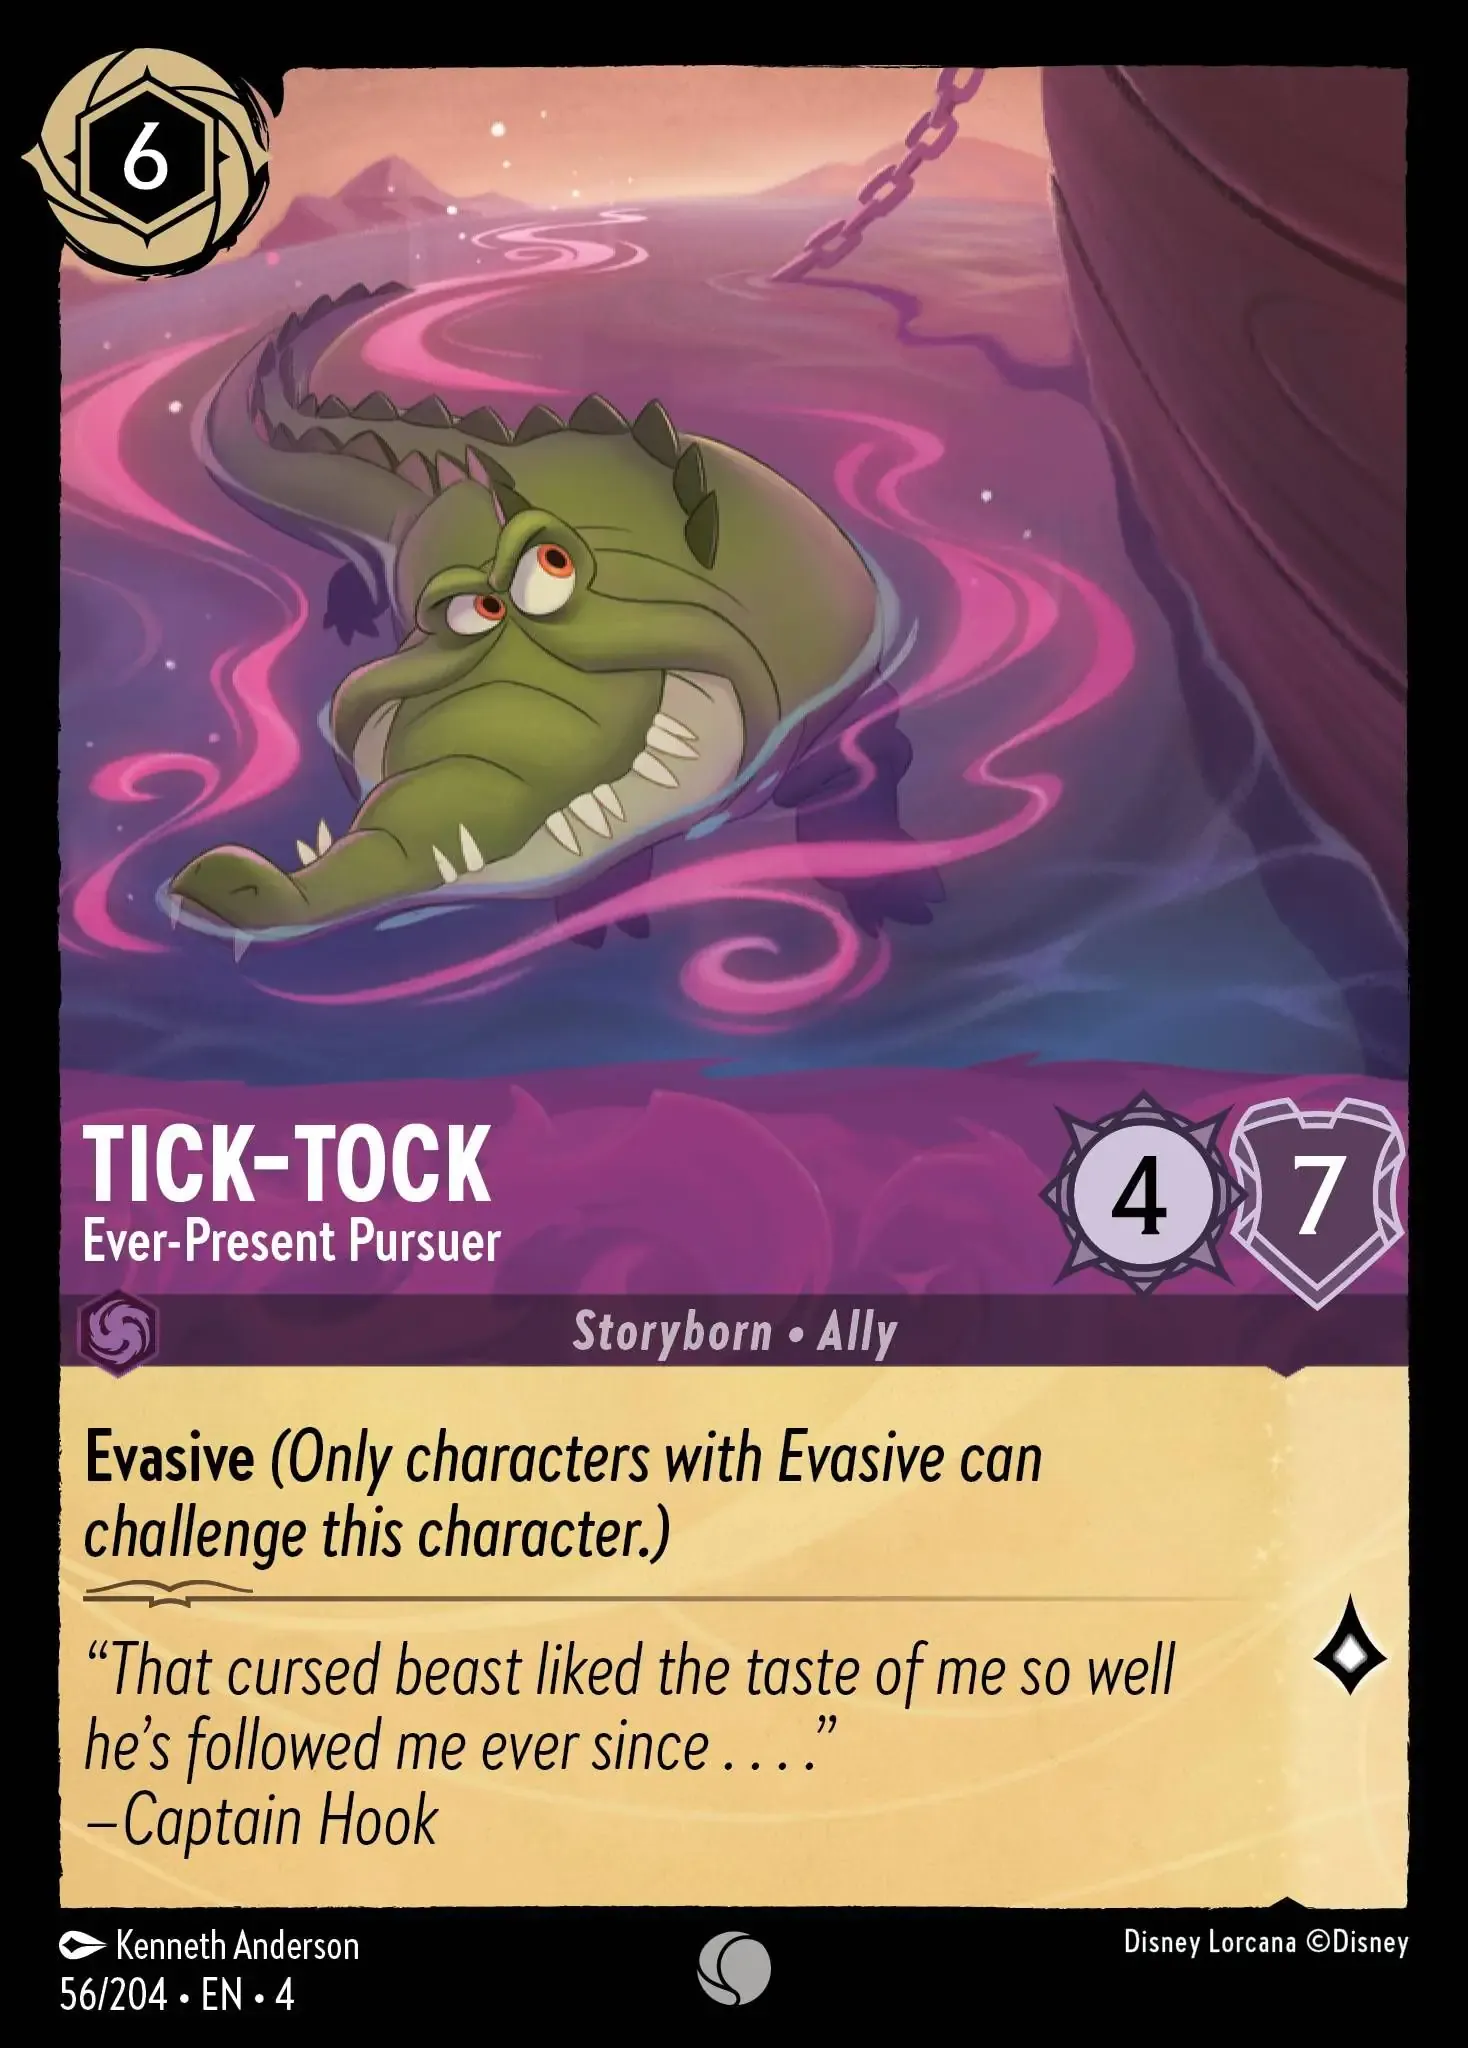 6
TICK-TOCK
Ever-Present Pursuer
4
7
Storyborn • Ally
Evasive (Only characters with Evasive can
challenge this character.)
“That cursed beast liked the taste of me so well
he’s followed me ever since . . . .”
–Captain Hook
Kenneth Anderson
Disney Lorcana ©Disney
56/204 • EN • 4